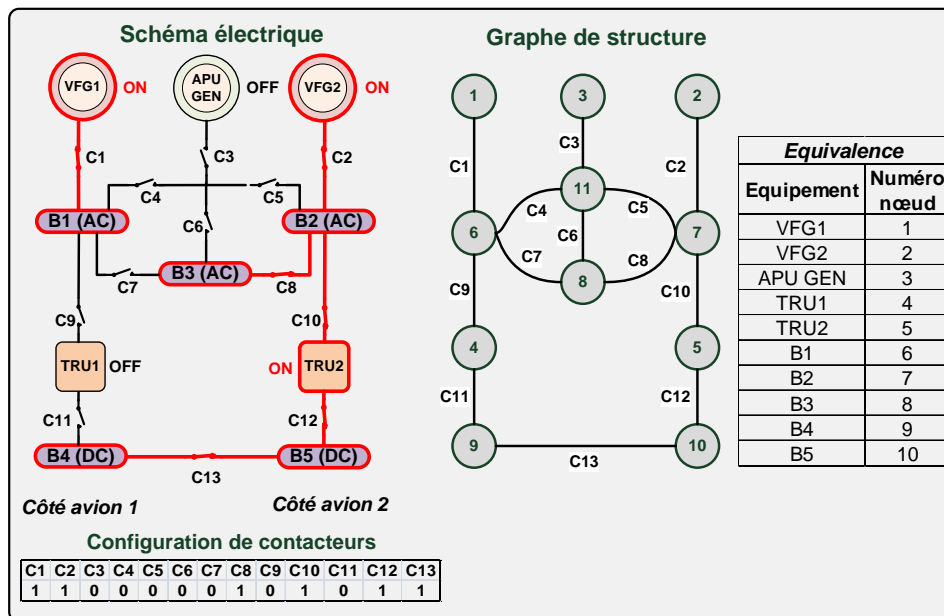 Schéma électrique
VFG1
ON
APU
GEN
OFF
VFG2
ON
C1
C3
C2
C4
C5
B1 (AC)
C6
B2 (AC)
B3 (AC)
C7
C8
C9
C10
TRU1
OFF
ON
TRU2
C11
C12
B4 (DC)
B5 (DC)
C13
Côté avion 1
Côté avion 2
Graphe de structure
1
3
2
C3
C1
C2
11
C4
C5
6
C6
7
C7
C8
8
C9
C10
4
5
C11
C12
9
10
C13
Equivalence
Equipement Numéro nœud
VFG1 1
VFG2 2
APU GEN 3
TRU1 4
TRU2 5
B1 6
B2 7
B3 8
B4 9
B5 10
Configuration de contacteurs
C1 C2 C3 C4 C5 C6 C7 C8 C9 C10 C11 C12 C13
1 1 0 0 0 0 0 1 0 1 0 1 1